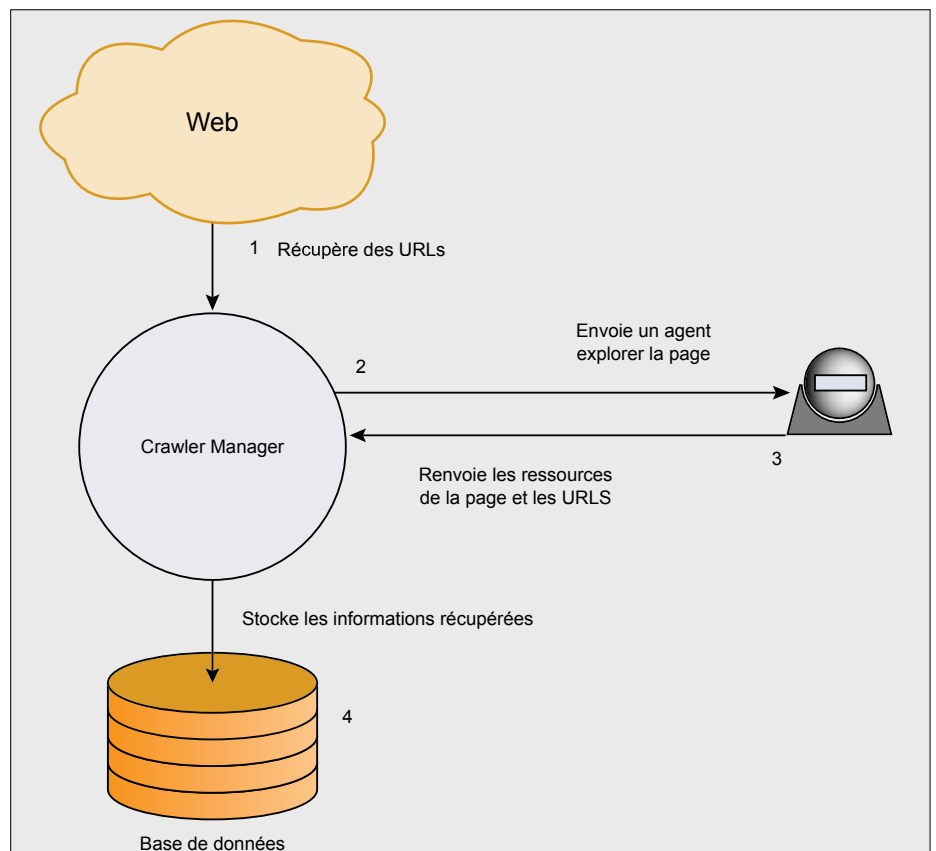 Web
1 Récupère des URLs
Envoie un agent
explorer la page
2
Crawler Manager
3
Renvoie les ressources
de la page et les URLS
Stocke les informations récupérées
4
Base de données